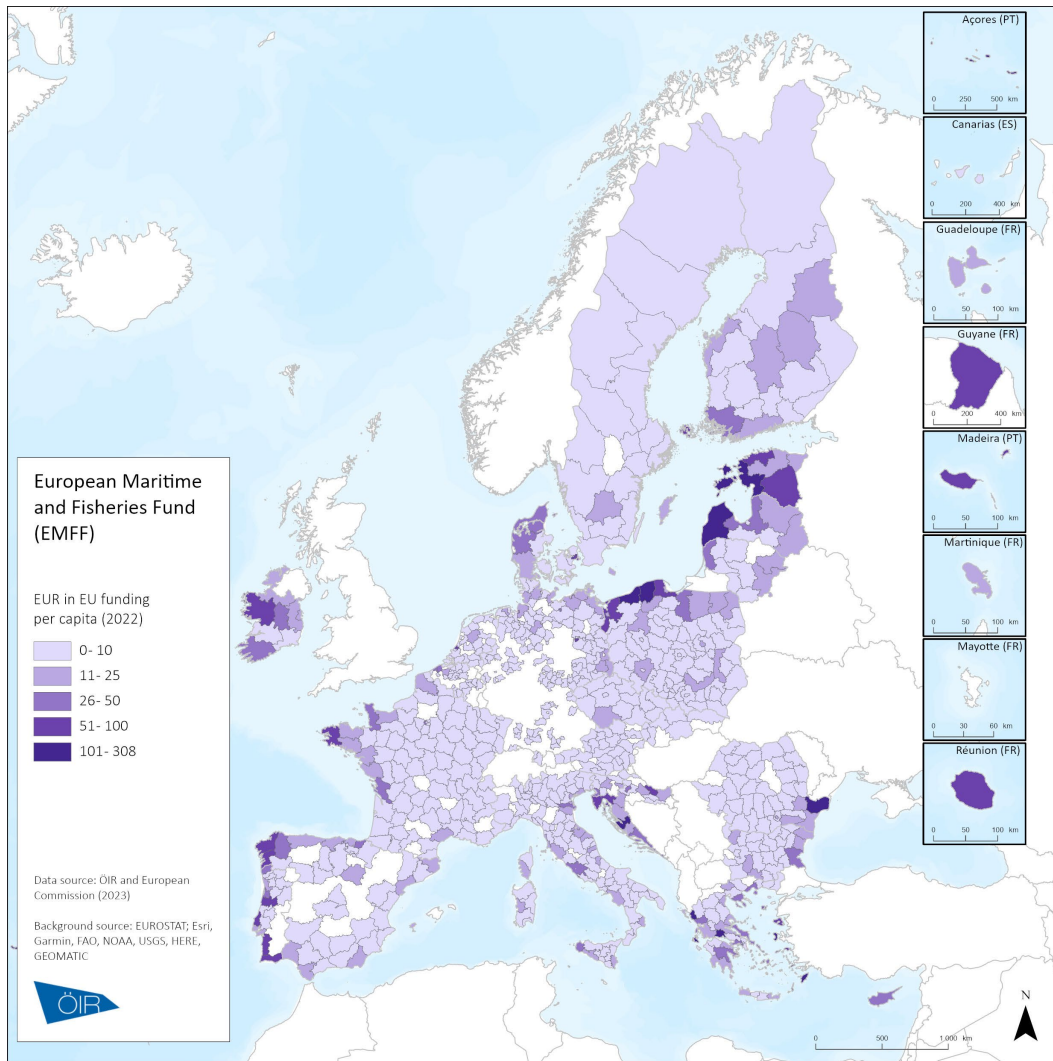 European Maritime
and Fisheries Fund
(EMFF)
EUR in EU funding
per capita (2022)
0- 10
11- 25
26- 50
51- 100
101- 308
Data source: ÖIR and European
Commission (2023)
Background source: EUROSTAT; Esri,
Garmin, FAO, NOAA, USGS, HERE,
GEOMATIC
ÖIR
Açores (PT)
0 250 500 km
Canarias (ES)
0 200 400 km
Guadeloupe (FR)
0 50 100 km
Guyane (FR)
0 200 400 km
Madeira (PT)
0 50 100 km
Martinique (FR)
0 50 100 km
Mayotte (FR)
0 30 60 km
Réunion (FR)
0 50 100 km
N
0 500 1 000 km